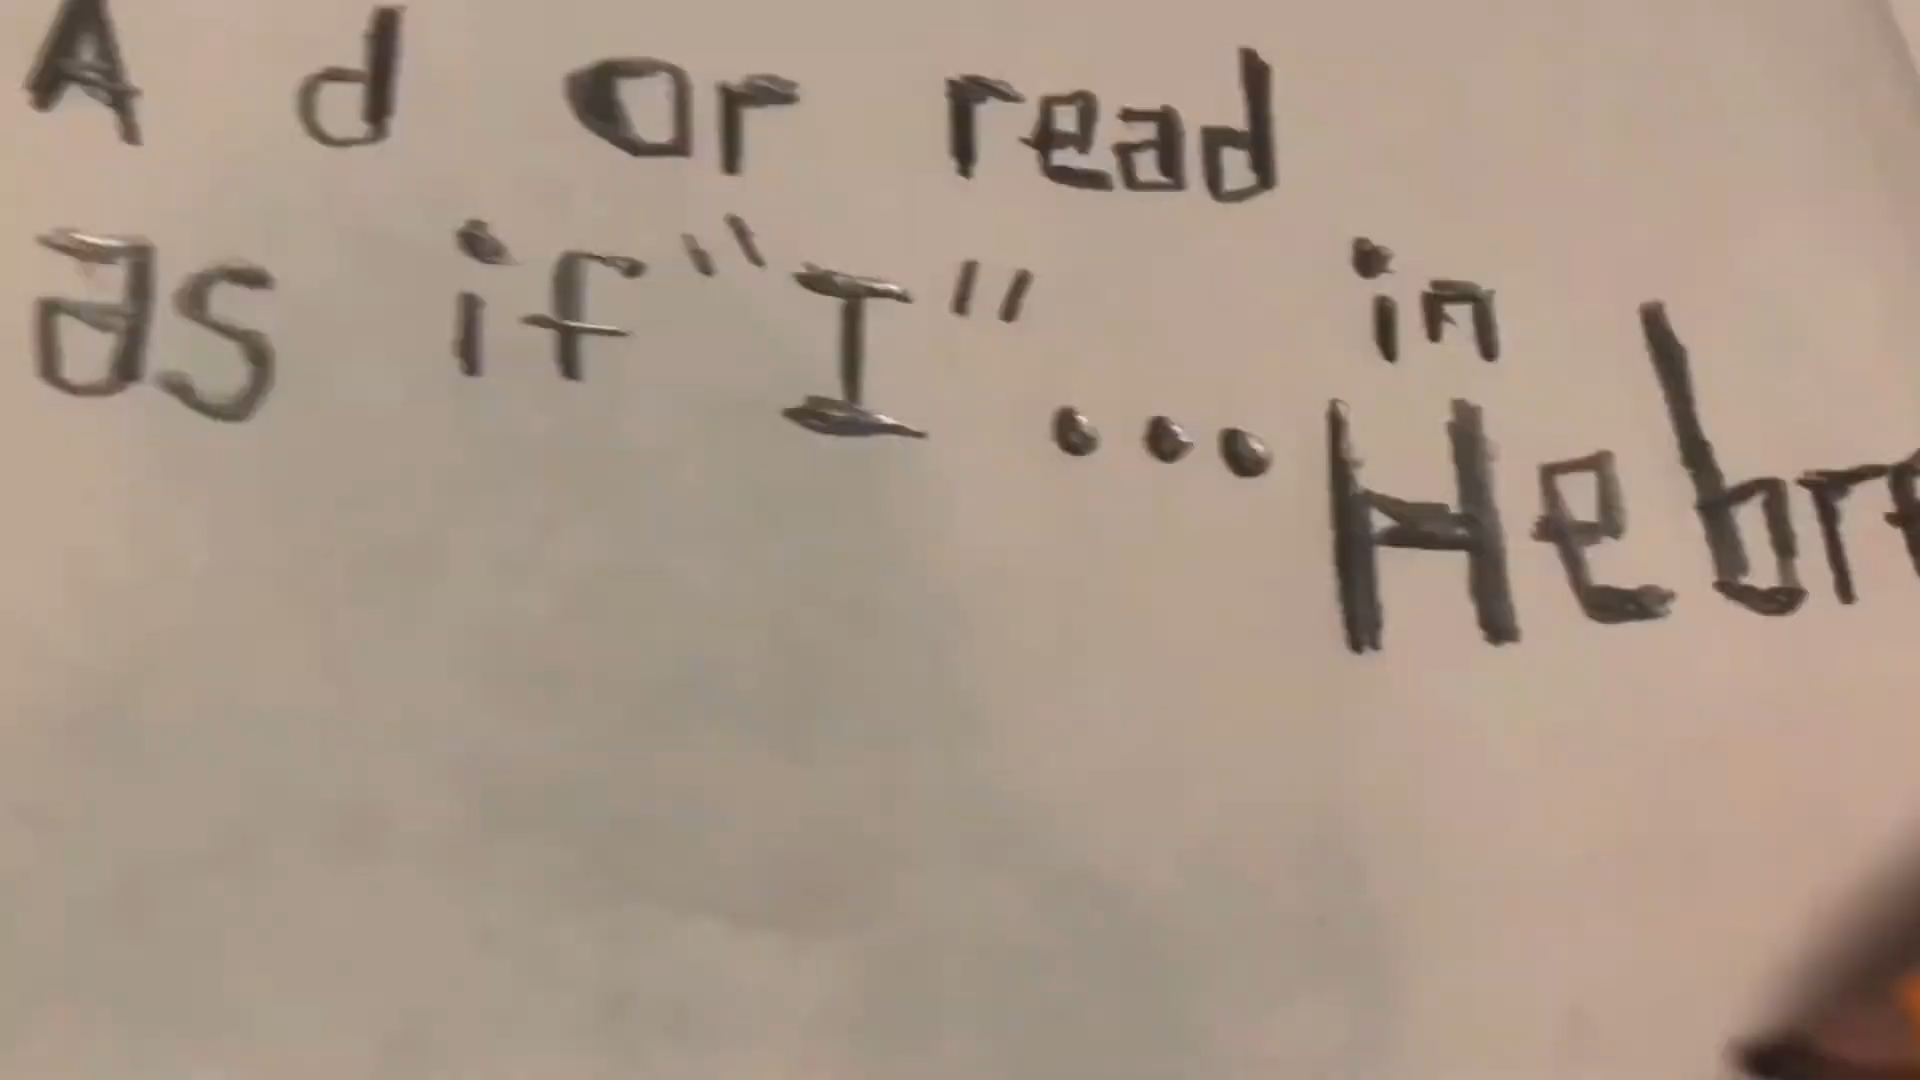 A d or read
as if "I"... in
Hebr